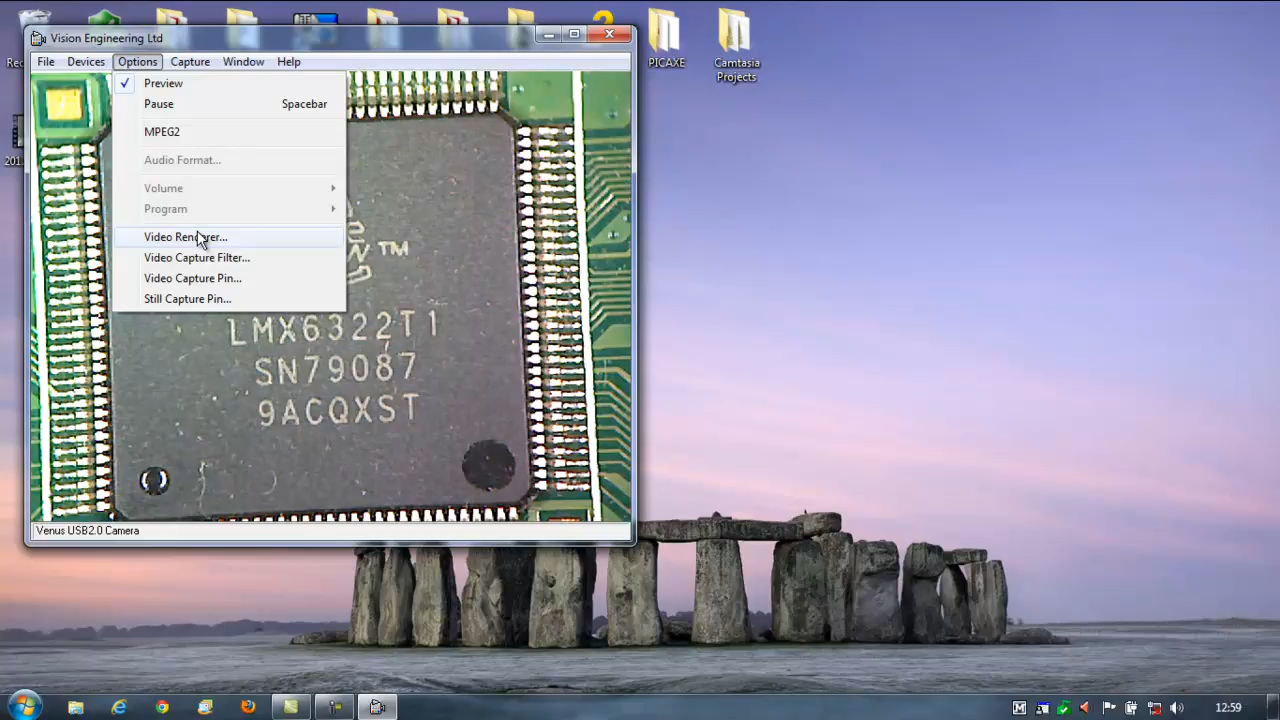 Vision Engineering Ltd
File Devices Options Capture Window Help
Preview
Pause Spacebar
MPEG2
Audio Format...
Volume
Program
Video Renderer...
Video Capture Filter...
Video Capture Pin...
Still Capture Pin...
LMX6322T1
SN79087
9ACQXST
Venus USB2.0 Camera
PICAXE
Camtasia
Projects
12:59